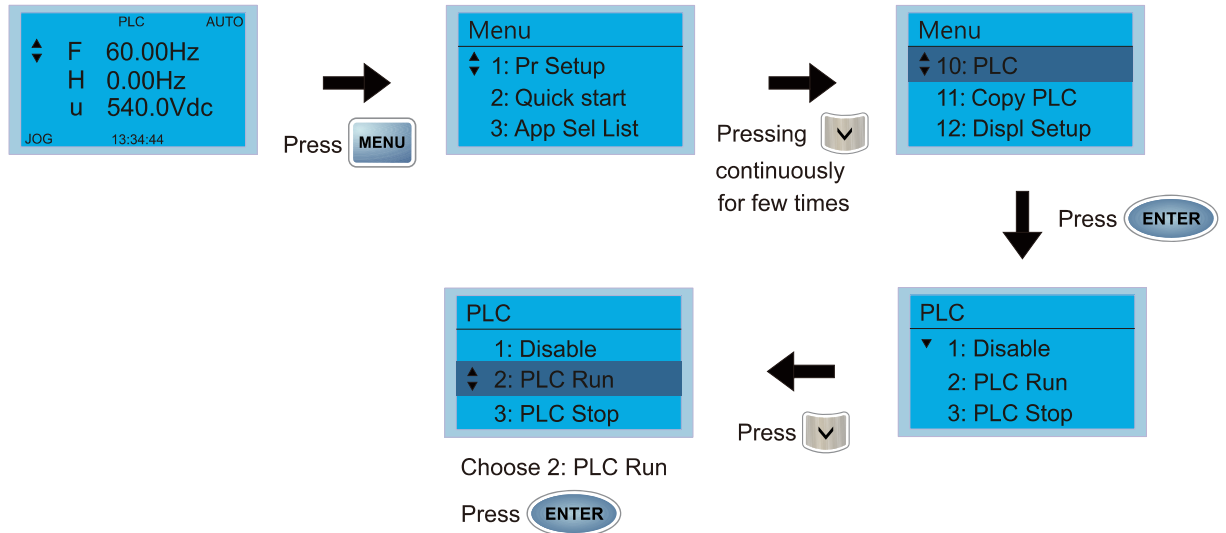 PLC AUTO
F 60.00Hz
H 0.00Hz
u 540.0Vdc
JOG 13:34:44
Press MENU
Menu
1: Pr Setup
2: Quick start
3: App Sel List
Pressing
continuously
for few times
Menu
10: PLC
11: Copy PLC
12: Displ Setup
Press ENTER
PLC
1: Disable
2: PLC Run
3: PLC Stop
Press
PLC
1: Disable
2: PLC Run
3: PLC Stop
Choose 2: PLC Run
Press ENTER